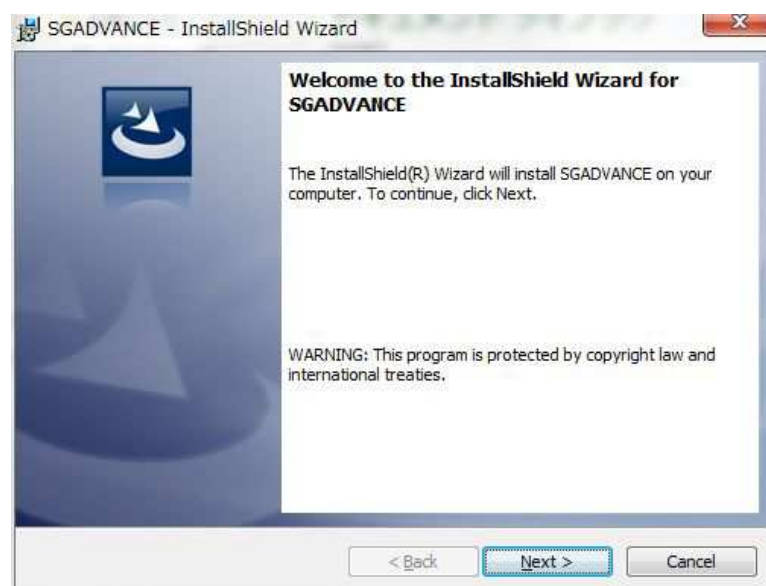 SGADVANCE - InstallShield Wizard
Welcome to the InstallShield Wizard for
SGADVANCE
The InstallShield(R) Wizard will install SGADVANCE on your
computer. To continue, click Next.
WARNING: This program is protected by copyright law and
international treaties.
< Back
Next >
Cancel